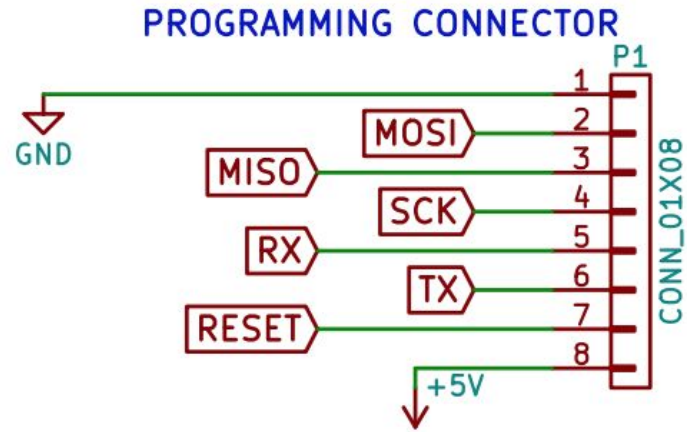 PROGRAMMING CONNECTOR
P1
1
GND
MOSI 2
MISO 3
SCK 4
RX 5
TX 6
RESET 7
8
+5V
CONN_01X08